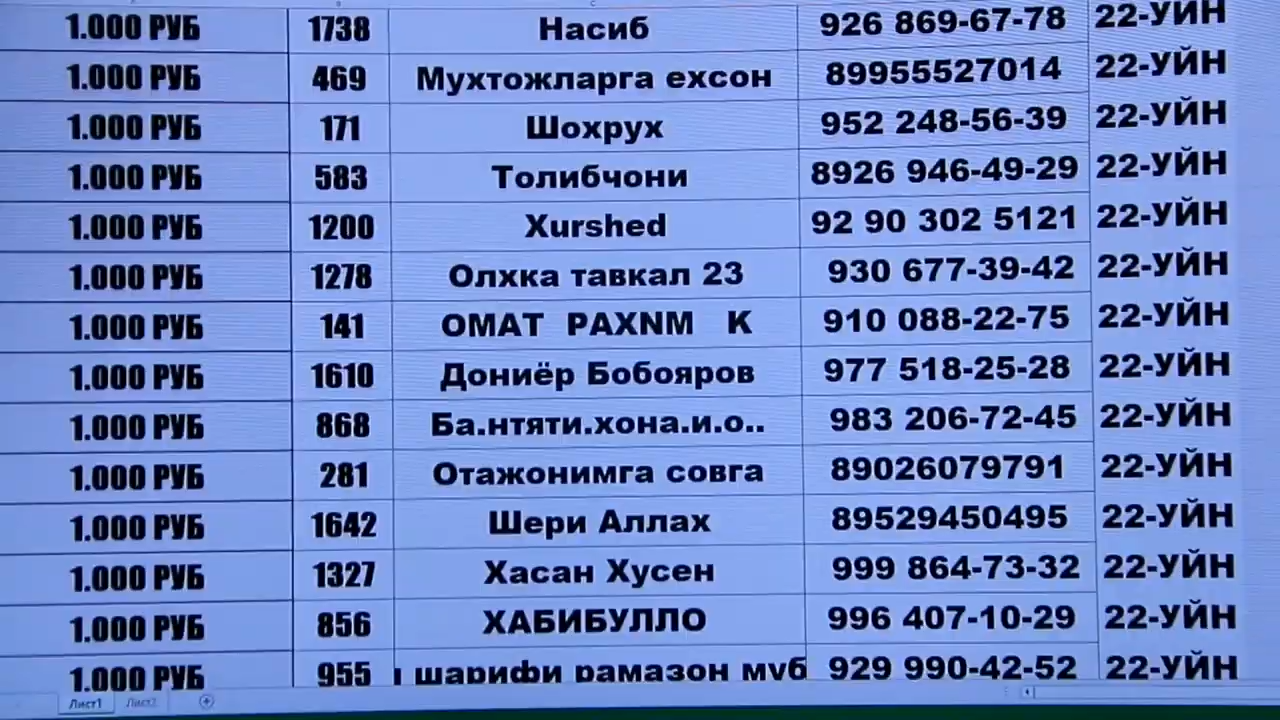 1.000 РУБ 1738 Насиб 926 869-67-78 22-УЙН
1.000 РУБ 469 Мухтожларга ехсон 89955527014 22-УЙН
1.000 РУБ 171 Шохрух 952 248-56-39 22-УЙН
1.000 РУБ 583 Толибчони 8926 946-49-29 22-УЙН
1.000 РУБ 1200 Xurshed 92 90 302 5121 22-УЙН
1.000 РУБ 1278 Олхка тавкал 23 930 677-39-42 22-УЙН
1.000 РУБ 141 ОМАТ РАХNМ К 910 088-22-75 22-УЙН
1.000 РУБ 1610 Дониёр Бобояров 977 518-25-28 22-УЙН
1.000 РУБ 868 Ба.нтяти.хона.и.о.. 983 206-72-45 22-УЙН
1.000 РУБ 281 Отажонимга совга 89026079791 22-УЙН
1.000 РУБ 1642 Шери Аллах 89529450495 22-УЙН
1.000 РУБ 1327 Хасан Хусен 999 864-73-32 22-УЙН
1.000 РУБ 856 ХАБИБУЛЛО 996 407-10-29 22-УЙН
1.000 РУБ 955 шарифи рамазон муб 929 990-42-52 22-УЙН
Лист1 Лист2